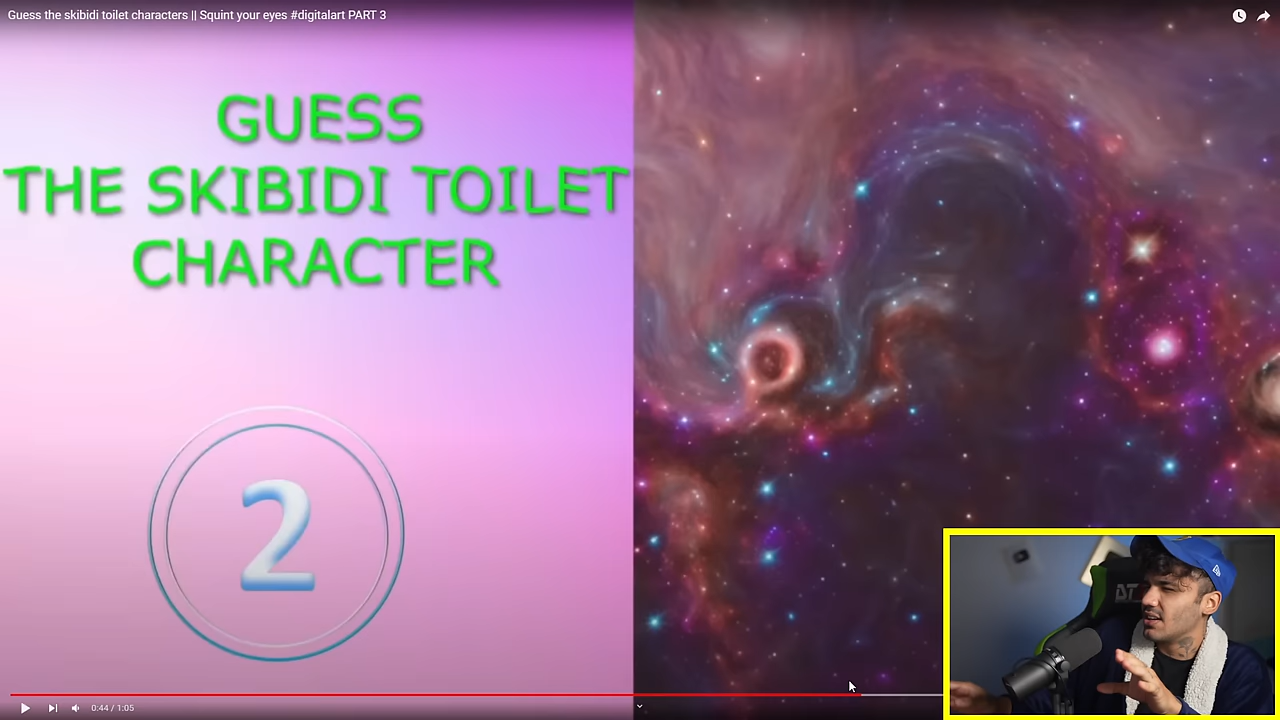 Guess the skibidi toilet characters || Squint your eyes #digitalart PART 3
GUESS
THE SKIBIDI TOILET
CHARACTER
2
DT
0:44 / 1:05